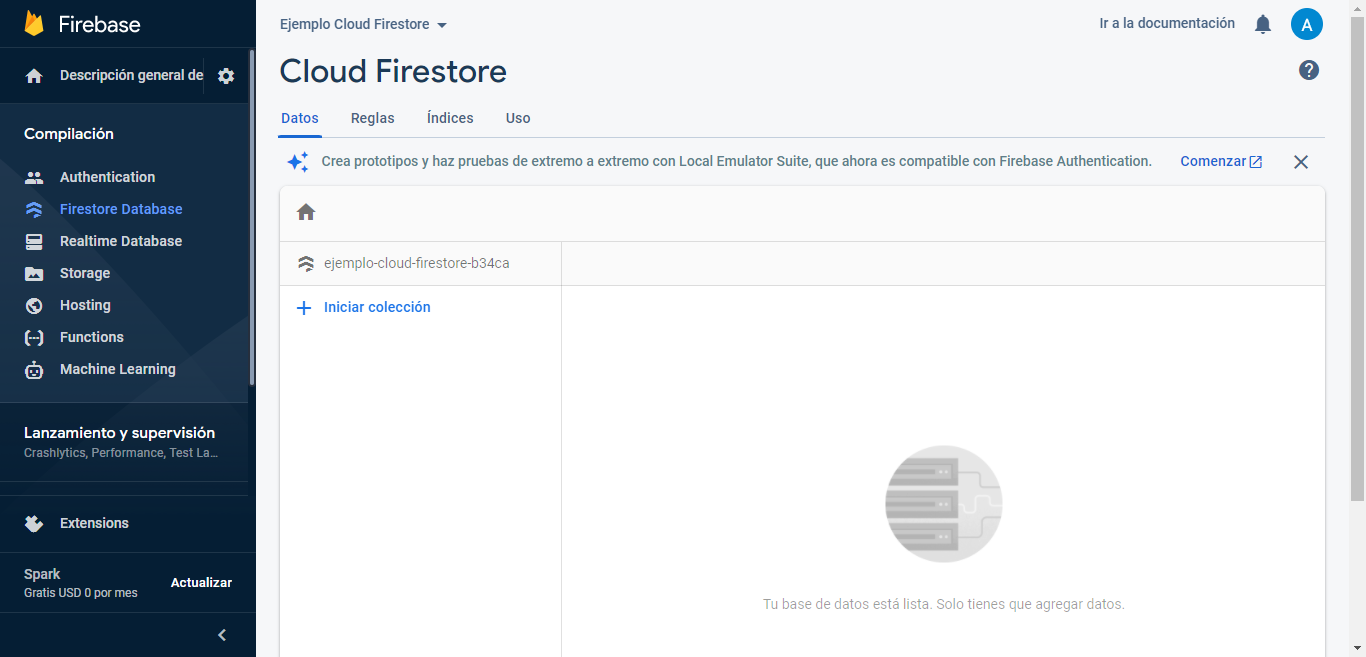 Firebase
Descripción general de
Compilación
Authentication
Firestore Database
Realtime Database
Storage
Hosting
Functions
Machine Learning
Lanzamiento y supervisión
Crashlytics, Performance, Test La...
Extensions
Spark
Gratis USD 0 por mes
Actualizar
Ejemplo Cloud Firestore
Ir a la documentación
A
Cloud Firestore
?
Datos Reglas Índices Uso
Crea prototipos y haz pruebas de extremo a extremo con Local Emulator Suite, que ahora es compatible con Firebase Authentication. Comenzar
ejemplo-cloud-firestore-b34ca
Iniciar colección
Tu base de datos está lista. Solo tienes que agregar datos.